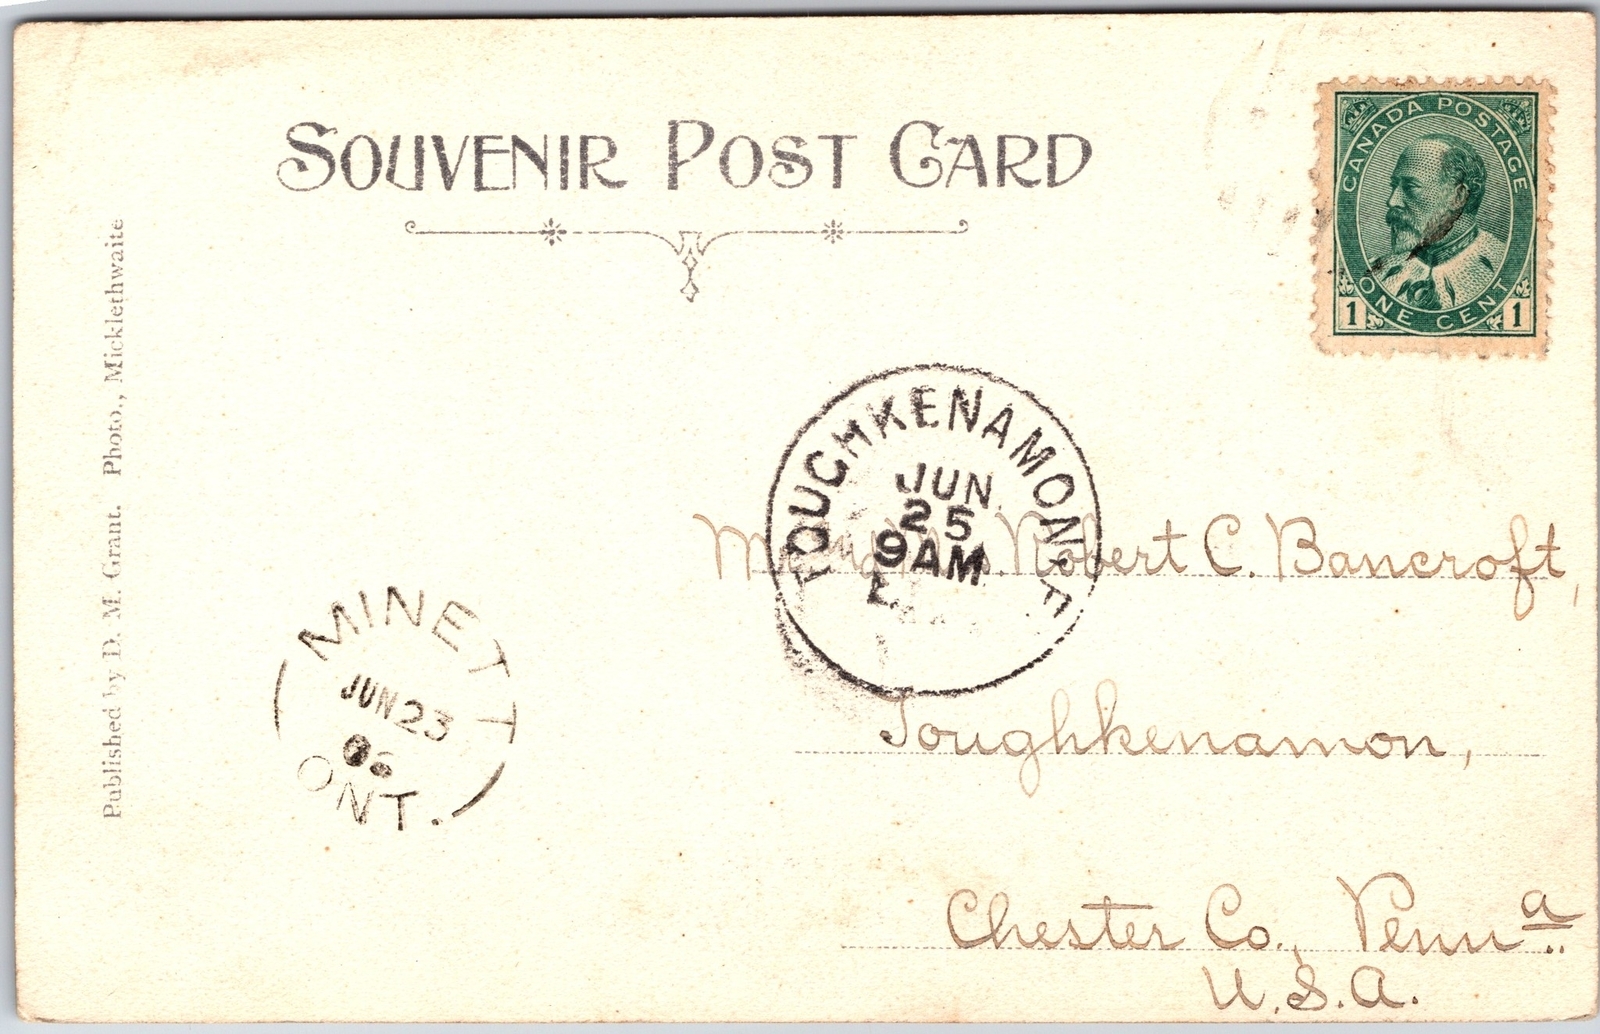 SOUVENIR POST CARD
CANADA POSTAGE
1 ONE CENT 1
Published by D. M. Grant. Photo., Micklethwaite
TOUGHKENAMON
JUN
25
9AM
MINETT
JUN 23
ONT.
Robert C. Bancroft,
Toughkenamon,
Chester Co., Penna.
U.S.A.